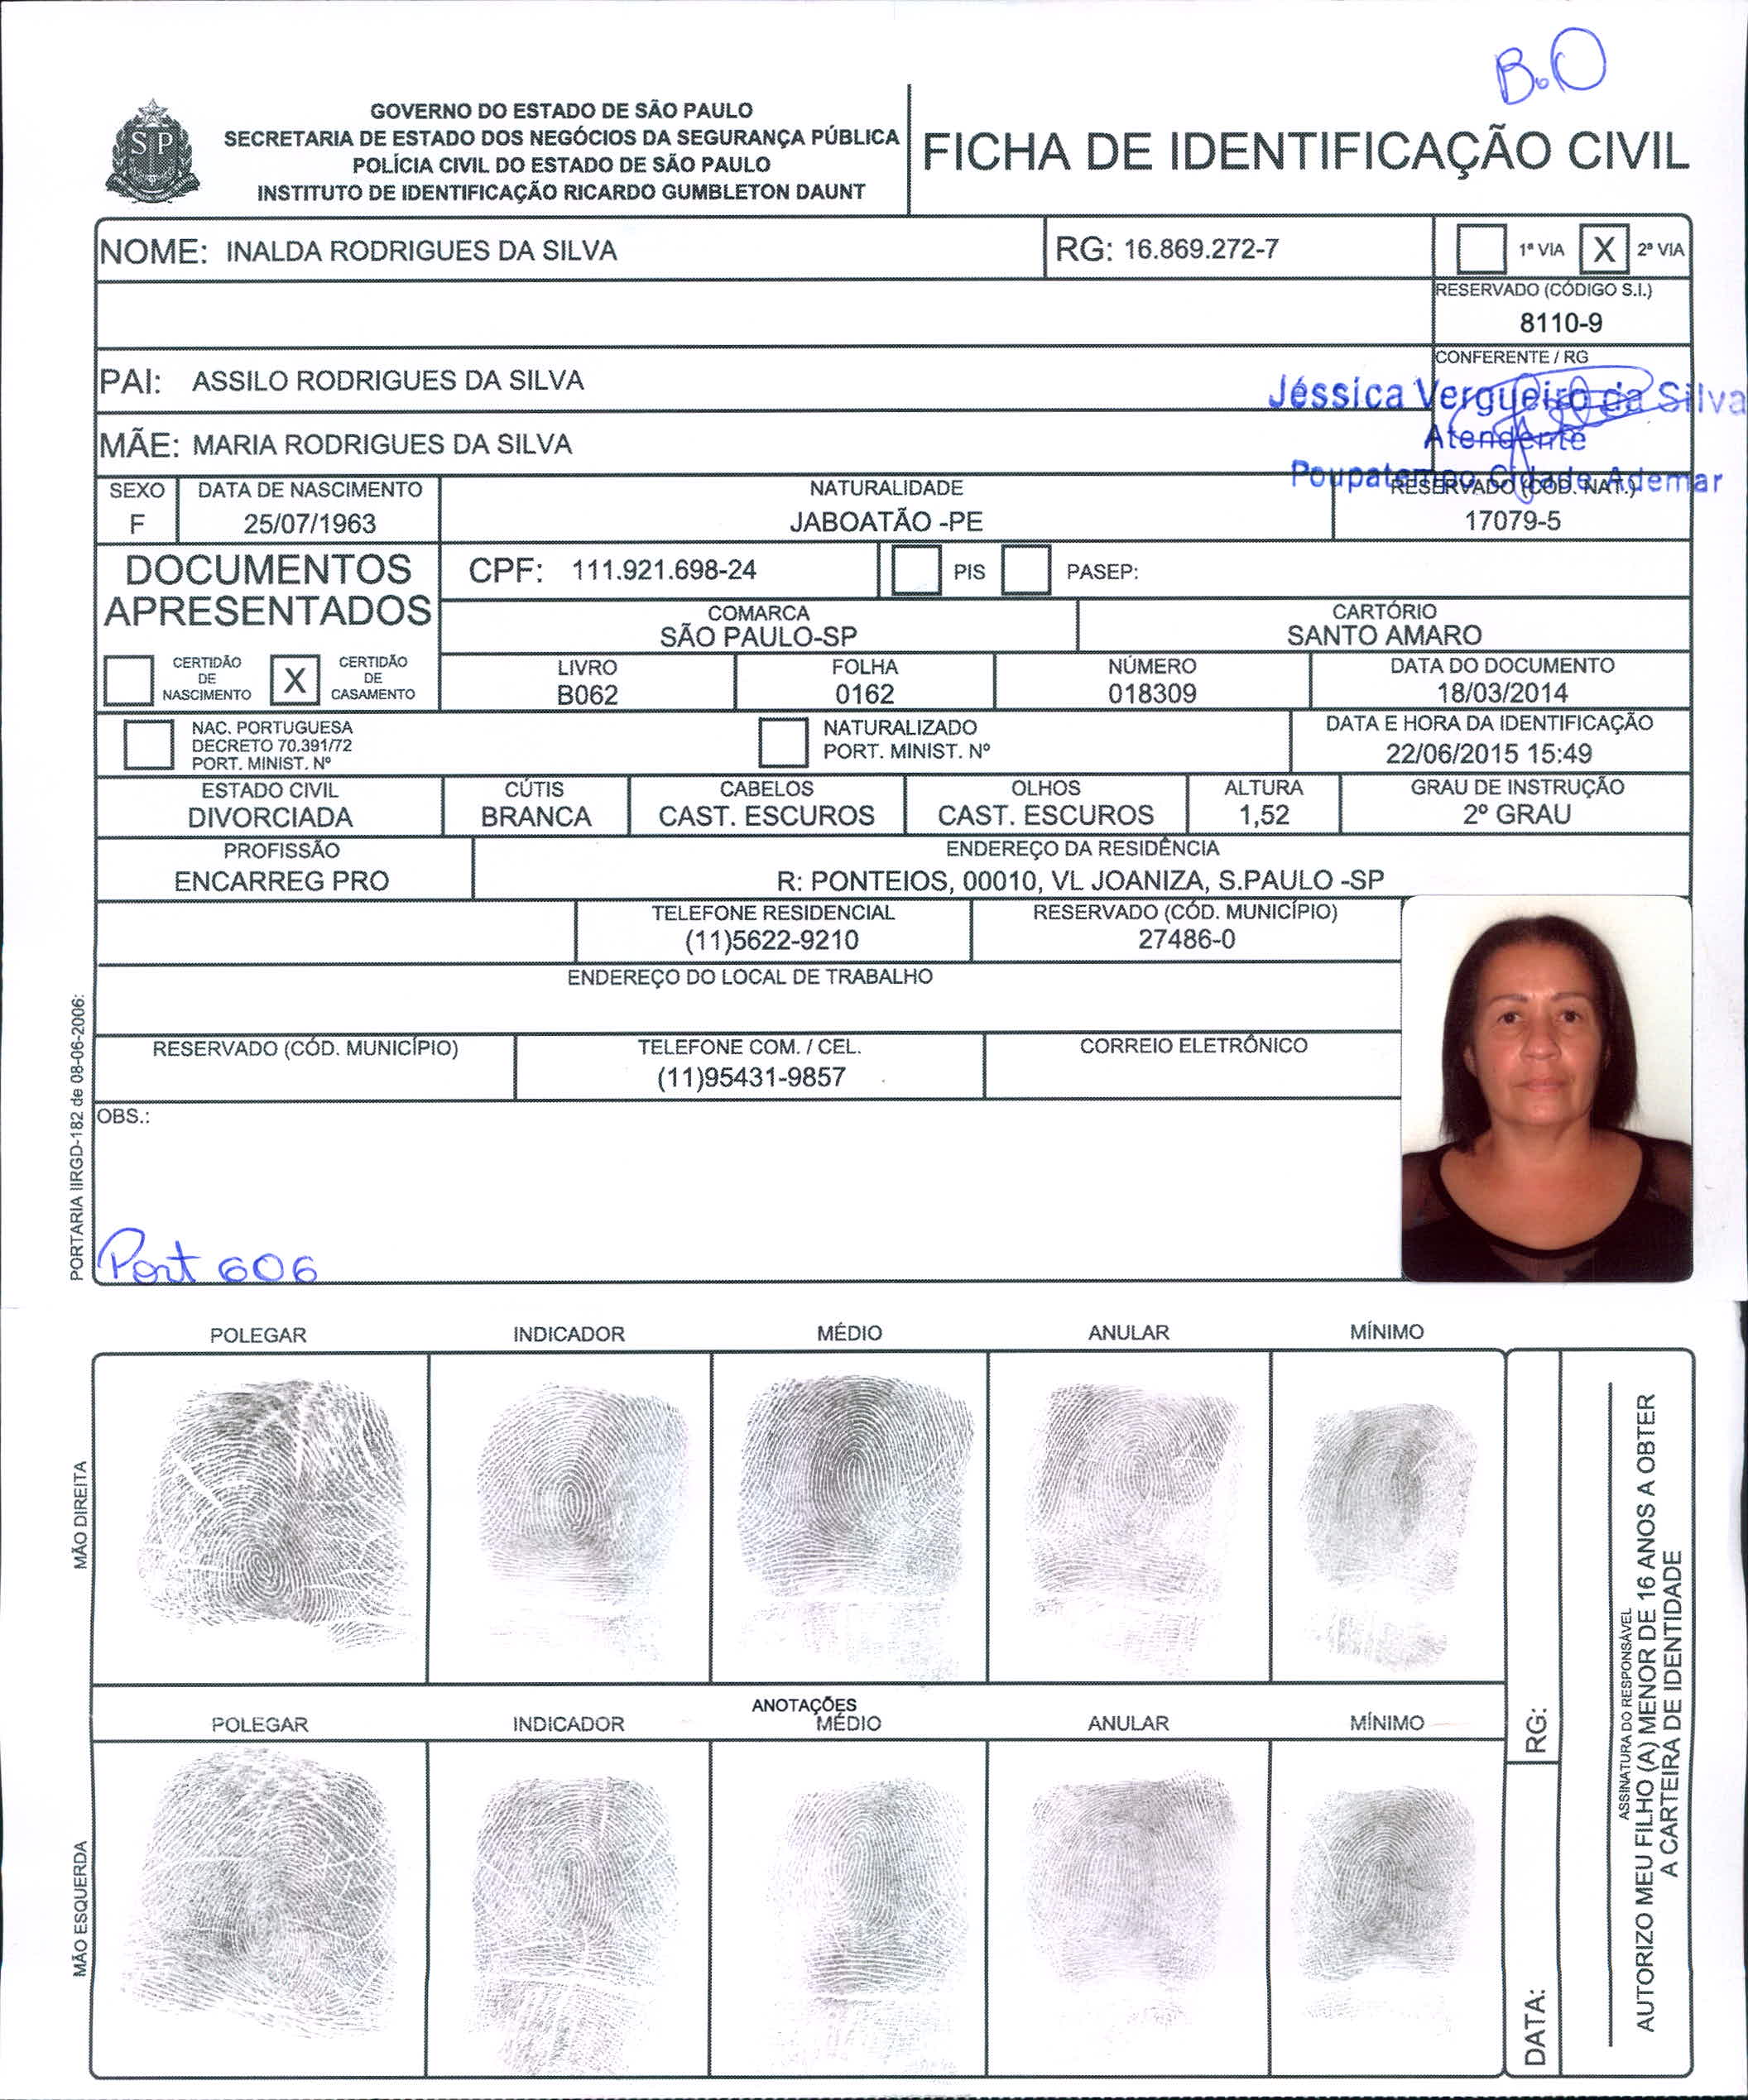 B.O
GOVERNO DO ESTADO DE SÃO PAULO
SECRETARIA DE ESTADO DOS NEGÓCIOS DA SEGURANÇA PÚBLICA
POLÍCIA CIVIL DO ESTADO DE SÃO PAULO
INSTITUTO DE IDENTIFICAÇÃO RICARDO GUMBLETON DAUNT
SP
FICHA DE IDENTIFICAÇÃO CIVIL
NOME: INALDA RODRIGUES DA SILVA
RG: 16.869.272-7
1ª VIA X 2ª VIA
RESERVADO (CÓDIGO S.I.)
8110-9
CONFERENTE / RG
PAI: ASSILO RODRIGUES DA SILVA
Jéssica Vergueiro da Silva
Atendente
Poupatempo Cidade Ademar
MÃE: MARIA RODRIGUES DA SILVA
SEXO
F
DATA DE NASCIMENTO
25/07/1963
NATURALIDADE
JABOATÃO -PE
RESERVADO (CÓD. NAT.)
17079-5
DOCUMENTOS
APRESENTADOS
CPF: 111.921.698-24
PIS
PASEP:
COMARCA
SÃO PAULO-SP
CARTÓRIO
SANTO AMARO
CERTIDÃO
DE
NASCIMENTO
X
CERTIDÃO
DE
CASAMENTO
LIVRO
B062
FOLHA
0162
NÚMERO
018309
DATA DO DOCUMENTO
18/03/2014
NAC. PORTUGUESA
DECRETO 70.391/72
PORT. MINIST. Nº
NATURALIZADO
PORT. MINIST. Nº
DATA E HORA DA IDENTIFICAÇÃO
22/06/2015 15:49
ESTADO CIVIL
DIVORCIADA
CÚTIS
BRANCA
CABELOS
CAST. ESCUROS
OLHOS
CAST. ESCUROS
ALTURA
1,52
GRAU DE INSTRUÇÃO
2º GRAU
PROFISSÃO
ENCARREG PRO
ENDEREÇO DA RESIDÊNCIA
R: PONTEIOS, 00010, VL JOANIZA, S.PAULO -SP
TELEFONE RESIDENCIAL
(11)5622-9210
RESERVADO (CÓD. MUNICÍPIO)
27486-0
ENDEREÇO DO LOCAL DE TRABALHO
RESERVADO (CÓD. MUNICÍPIO)
TELEFONE COM. / CEL.
(11)95431-9857
CORREIO ELETRÔNICO
OBS.:
Port 606
PORTARIA IIRGD-182 de 08-06-2006:
POLEGAR INDICADOR MÉDIO ANULAR MÍNIMO
MÃO DIREITA
ANOTAÇÕES
POLEGAR INDICADOR MÉDIO ANULAR MÍNIMO
MÃO ESQUERDA
RG:
DATA:
ASSINATURA DO RESPONSÁVEL
AUTORIZO MEU FILHO (A) MENOR DE 16 ANOS A OBTER
A CARTEIRA DE IDENTIDADE